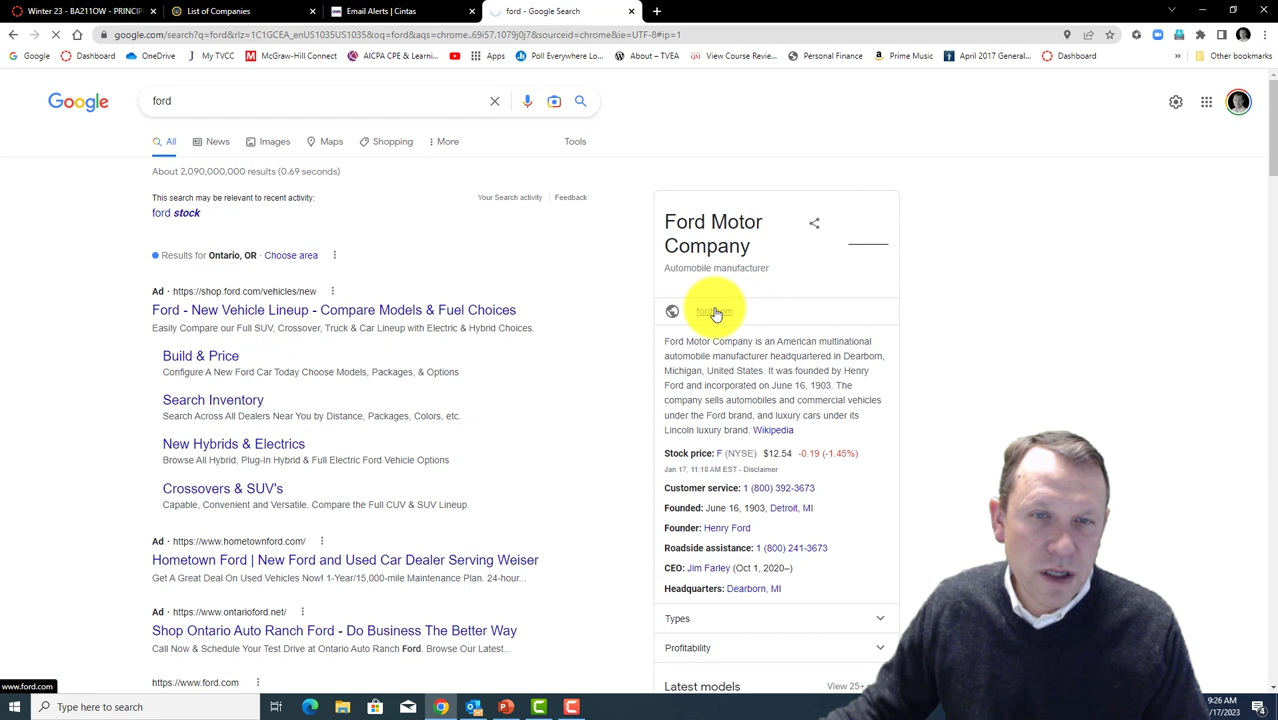 Winter 23 - BA211OW - PRINCIP
List of Companies
Email Alerts | Cintas
ford - Google Search
google.com/search?q=ford&rlz=1C1GCEA_enUS1035US1035&oq=ford&aqs=chrome..69i57.1079j0j7&sourceid=chrome&ie=UTF-8#ip=1
Google
Dashboard
OneDrive
My TVCC
McGraw-Hill Connect
AICPA CPE & Learni...
Apps
Poll Everywhere Lo...
About – TVEA
View Course Revie...
Personal Finance
Prime Music
April 2017 General...
Dashboard
»
Other bookmarks
Google
ford
All
News
Images
Maps
Shopping
More
Tools
About 2,090,000,000 results (0.69 seconds)
This search may be relevant to recent activity:
Your Search activity
Feedback
ford stock
Results for Ontario, OR · Choose area
Ad · https://shop.ford.com/vehicles/new
Ford - New Vehicle Lineup - Compare Models & Fuel Choices
Easily Compare our Full SUV, Crossover, Truck & Car Lineup with Electric & Hybrid Choices.
Build & Price
Configure A New Ford Car Today Choose Models, Packages, & Options
Search Inventory
Search Across All Dealers Near You by Distance, Packages, Colors, etc.
New Hybrids & Electrics
Browse All Hybrid, Plug-In Hybrid & Full Electric Ford Vehicle Options
Crossovers & SUV's
Capable, Convenient and Versatile. Compare the Full CUV & SUV Lineup.
Ad · https://www.hometownford.com/
Hometown Ford | New Ford and Used Car Dealer Serving Weiser
Get A Great Deal On Used Vehicles Now! 1-Year/15,000-mile Maintenance Plan. 24-hour...
Ad · https://www.ontarioford.net/
Shop Ontario Auto Ranch Ford - Do Business The Better Way
Call Now & Schedule Your Test Drive at Ontario Auto Ranch Ford. Browse Our Latest...
https://www.ford.com
Ford Motor
Company
Automobile manufacturer
ford.com
Ford Motor Company is an American multinational
automobile manufacturer headquartered in Dearborn,
Michigan, United States. It was founded by Henry
Ford and incorporated on June 16, 1903. The
company sells automobiles and commercial vehicles
under the Ford brand, and luxury cars under its
Lincoln luxury brand. Wikipedia
Stock price: F (NYSE) $12.54 -0.19 (-1.45%)
Jan 17, 11:18 AM EST - Disclaimer
Customer service: 1 (800) 392-3673
Founded: June 16, 1903, Detroit, MI
Founder: Henry Ford
Roadside assistance: 1 (800) 241-3673
CEO: Jim Farley (Oct 1, 2020–)
Headquarters: Dearborn, MI
Types
Profitability
Latest models
View 25+
www.ford.com
Type here to search
9:26 AM
/17/2023
4